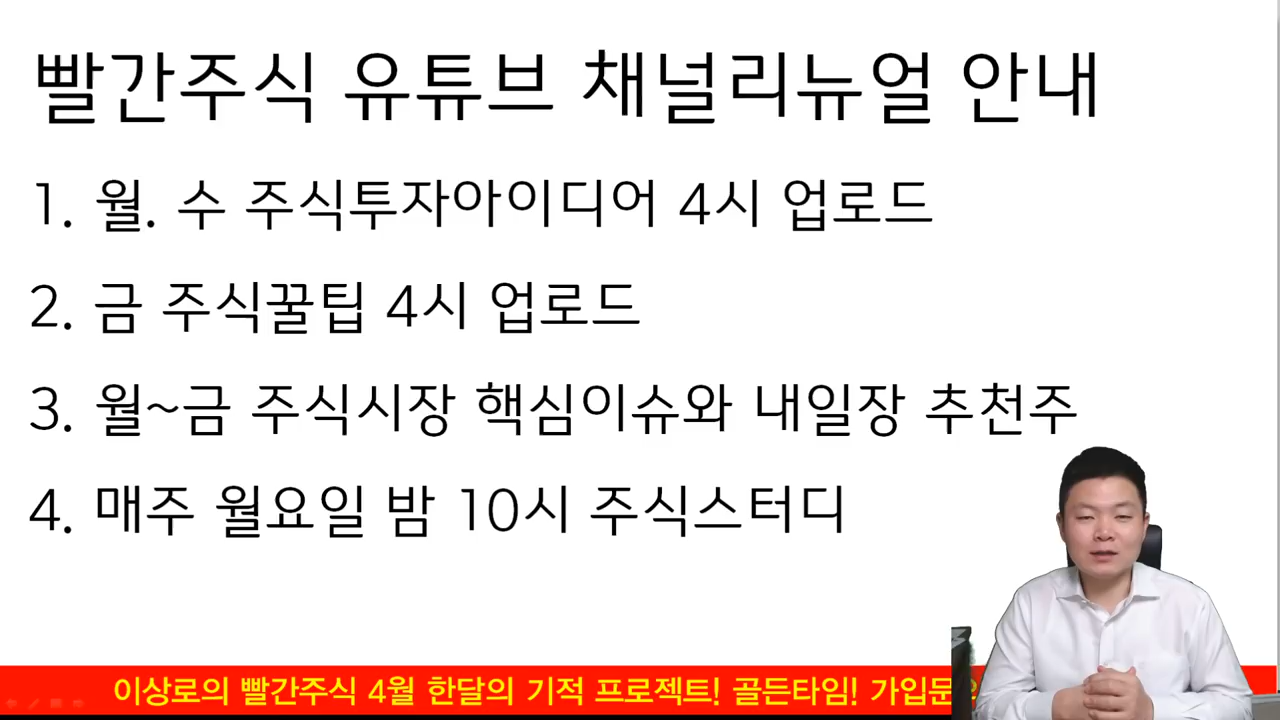 빨간주식 유튜브 채널리뉴얼 안내
1. 월. 수 주식투자아이디어 4시 업로드
2. 금 주식꿀팁 4시 업로드
3. 월~금 주식시장 핵심이슈와 내일장 추천주
4. 매주 월요일 밤 10시 주식스터디
이상로의 빨간주식 4월 한달의 기적 프로젝트! 골든타임!